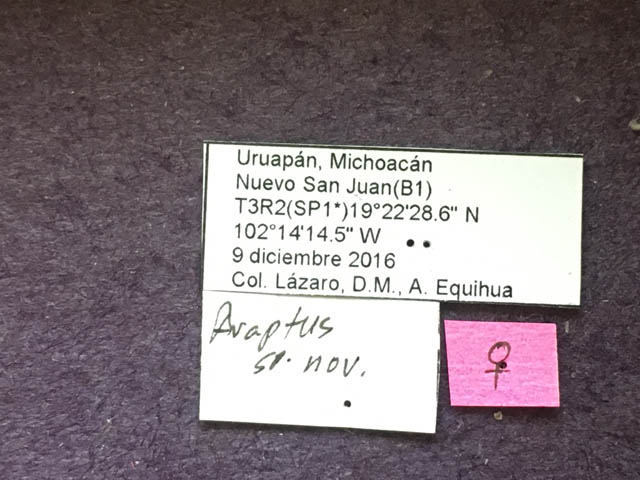 Uruapán, Michoacán
Nuevo San Juan(B1)
T3R2(SP1*)19°22'28.6" N
102°14'14.5" W
9 diciembre 2016
Col. Lázaro, D.M., A. Equihua
Araptus
sp. nov.
♀